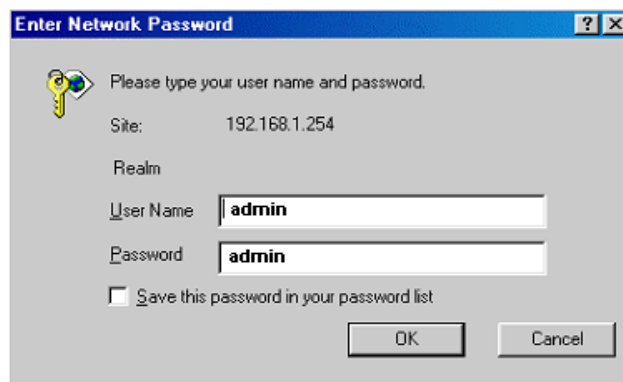 Enter Network Password
Please type your user name and password.
Site: 192.168.1.254
Realm
User Name admin
Password admin
Save this password in your password list
OK Cancel